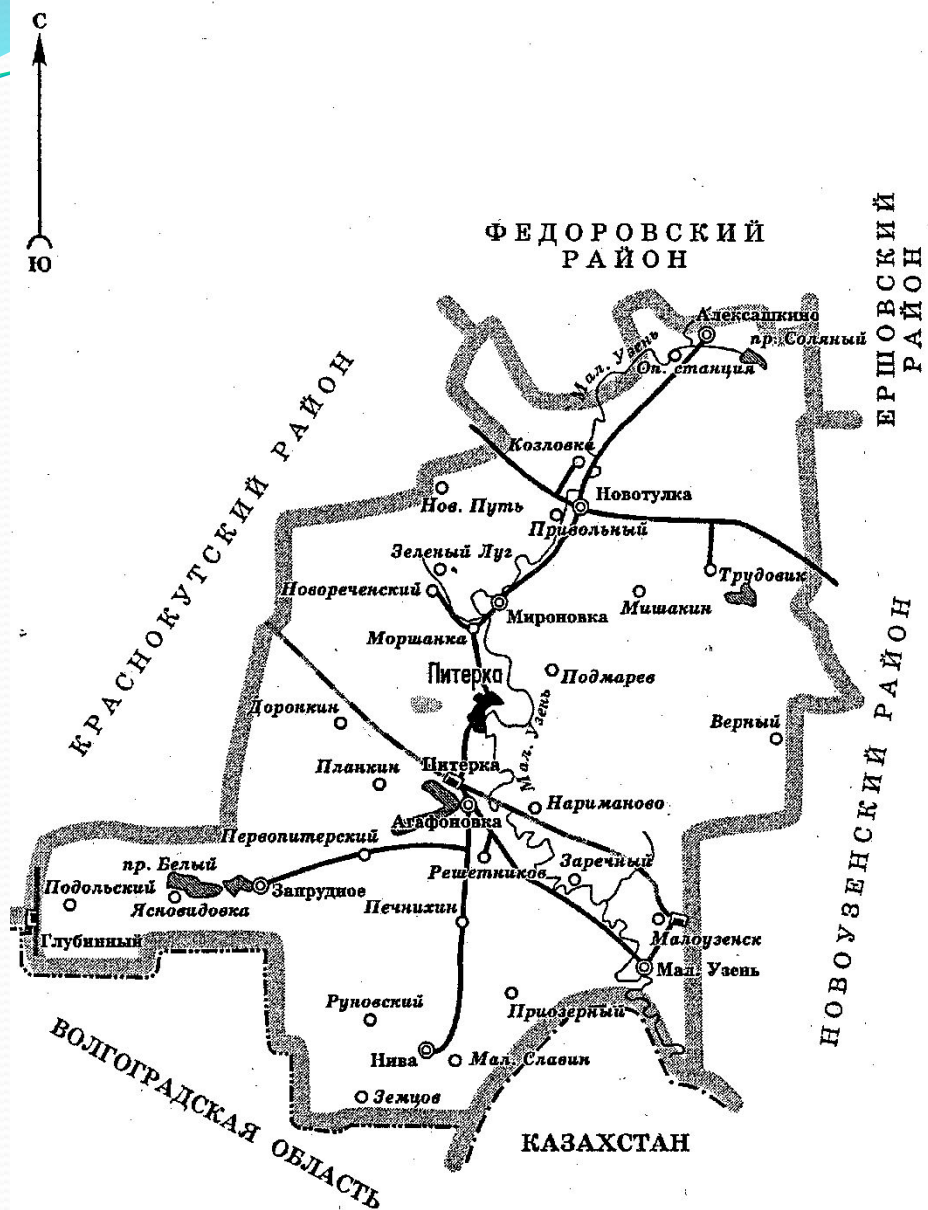 С
Ю
ФЕДОРОВСКИЙ
РАЙОН
ЕРШОВСКИЙ
РАЙОН
КРАСНОКУТСКИЙ РАЙОН
Алексашкино
пр. Соляный
Мал. Узень
Оп. станция
Козловка
Новотулка
Нов. Путь
Привольный
Зеленый Луг
Трудовик
Новореченский
Мишакин
Мироновка
Моршанка
Питерка
Подмарев
Доронкин
Верный
Мал. Узень
Питерка
Планкин
Нариманово
Агафоновка
Первопитерский
Заречный
пр. Белый
Решетников
Подольский
Запрудное
Ясновидовка
Печнихин
Глубинный
Малоузенск
Мал. Узень
НОВОУЗЕНСКИЙ РАЙОН
Руновский
Приозерный
Нива
Мал. Славин
Земцов
ВОЛГОГРАДСКАЯ ОБЛАСТЬ
КАЗАХСТАН